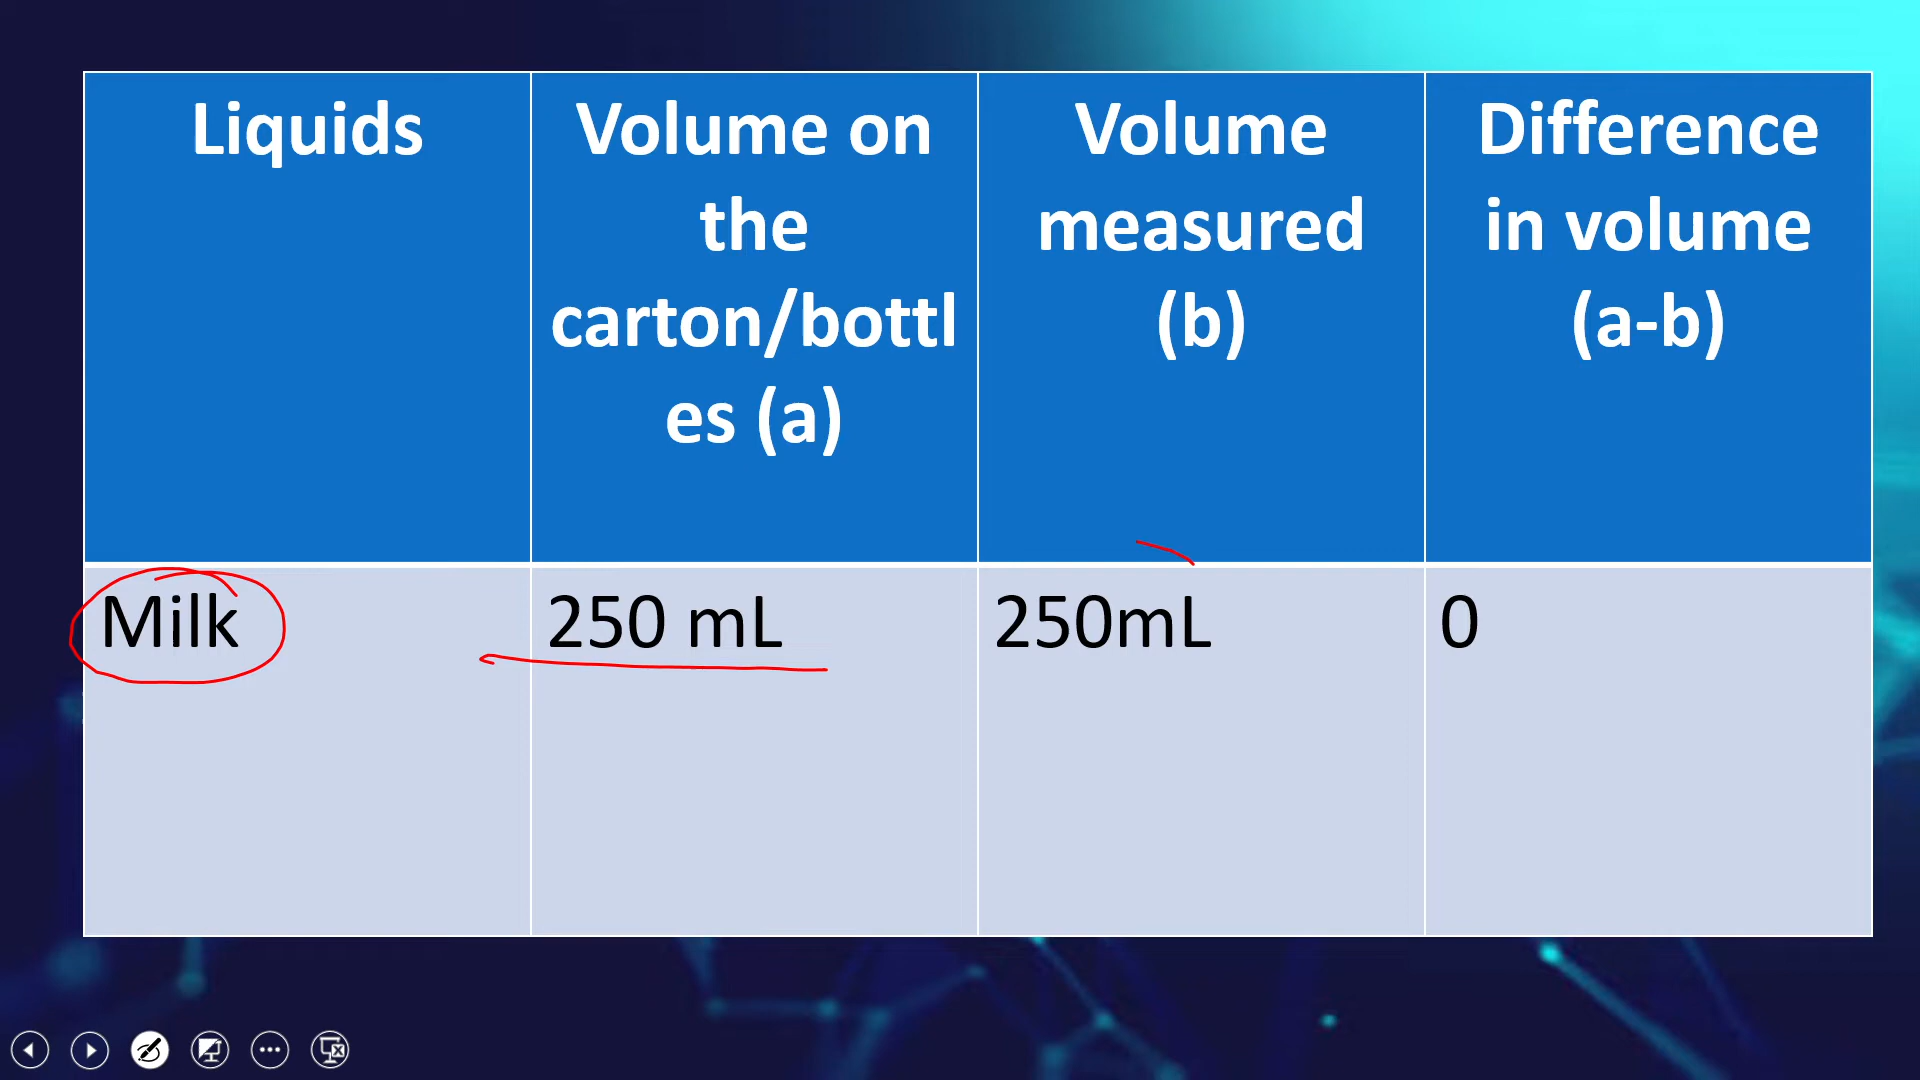 Liquids
Volume on
the
carton/bottl
es (a)
Volume
measured
(b)
Difference
in volume
(a-b)
Milk
250 mL
250mL
0